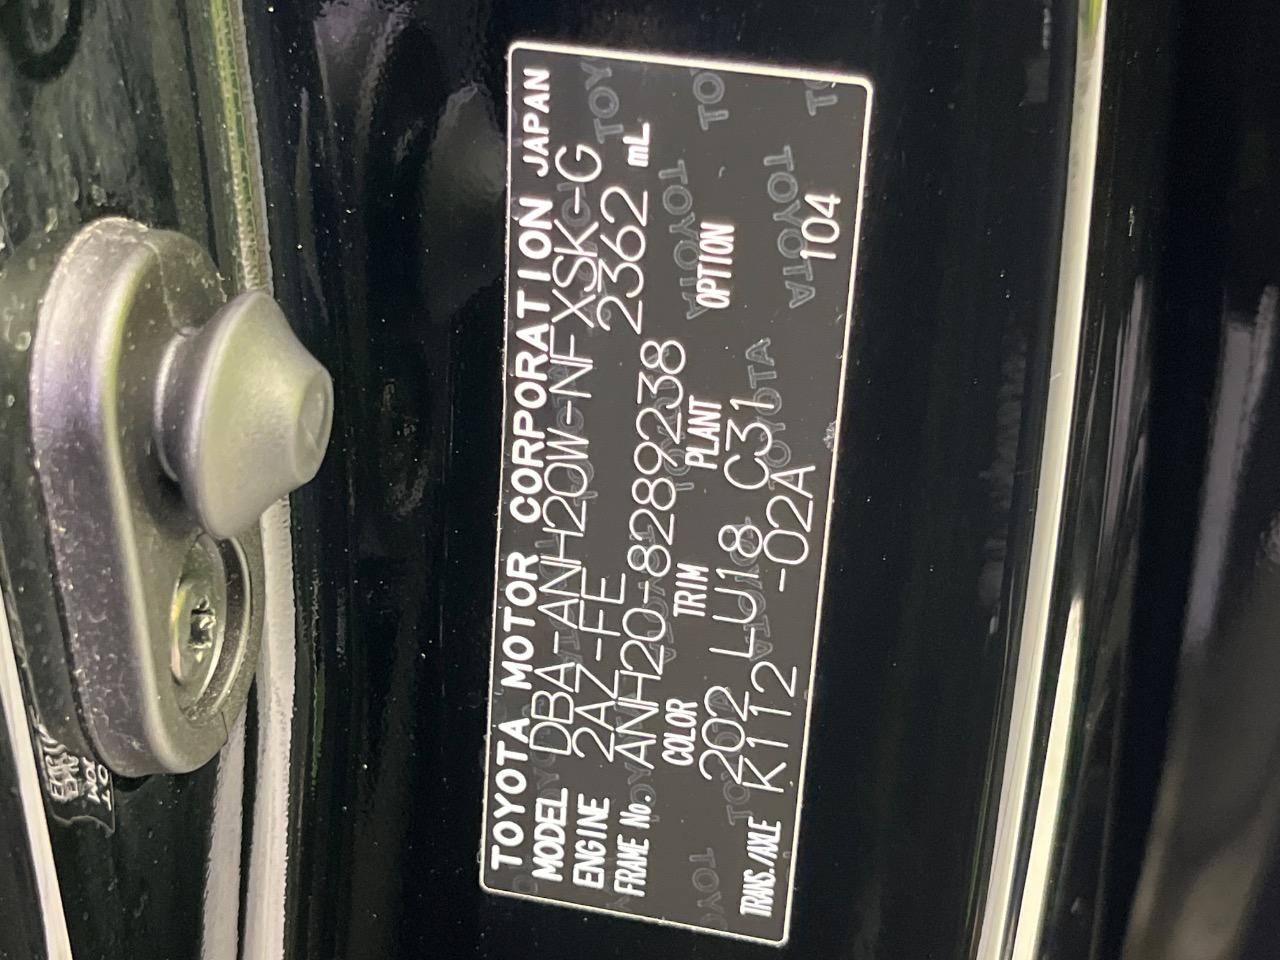 TOYOTA MOTOR CORPORATION JAPAN
MODEL DBA-ANH20W-NFXSK-G
ENGINE 2AZ-FE 2362 mL
FRAME No. ANH20-8289238
COLOR TRIM PLANT OPTION
202 LU18 C31
TRANS./AXLE K112 -02A 104